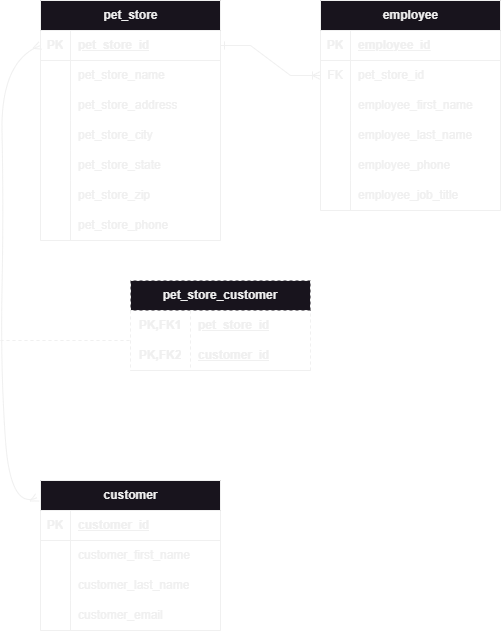 pet_store
PK pet_store_id
pet_store_name
pet_store_address
pet_store_city
pet_store_state
pet_store_zip
pet_store_phone
employee
PK employee_id
FK pet_store_id
employee_first_name
employee_last_name
employee_phone
employee_job_title
pet_store_customer
PK,FK1 pet_store_id
PK,FK2 customer_id
customer
PK customer_id
customer_first_name
customer_last_name
customer_email